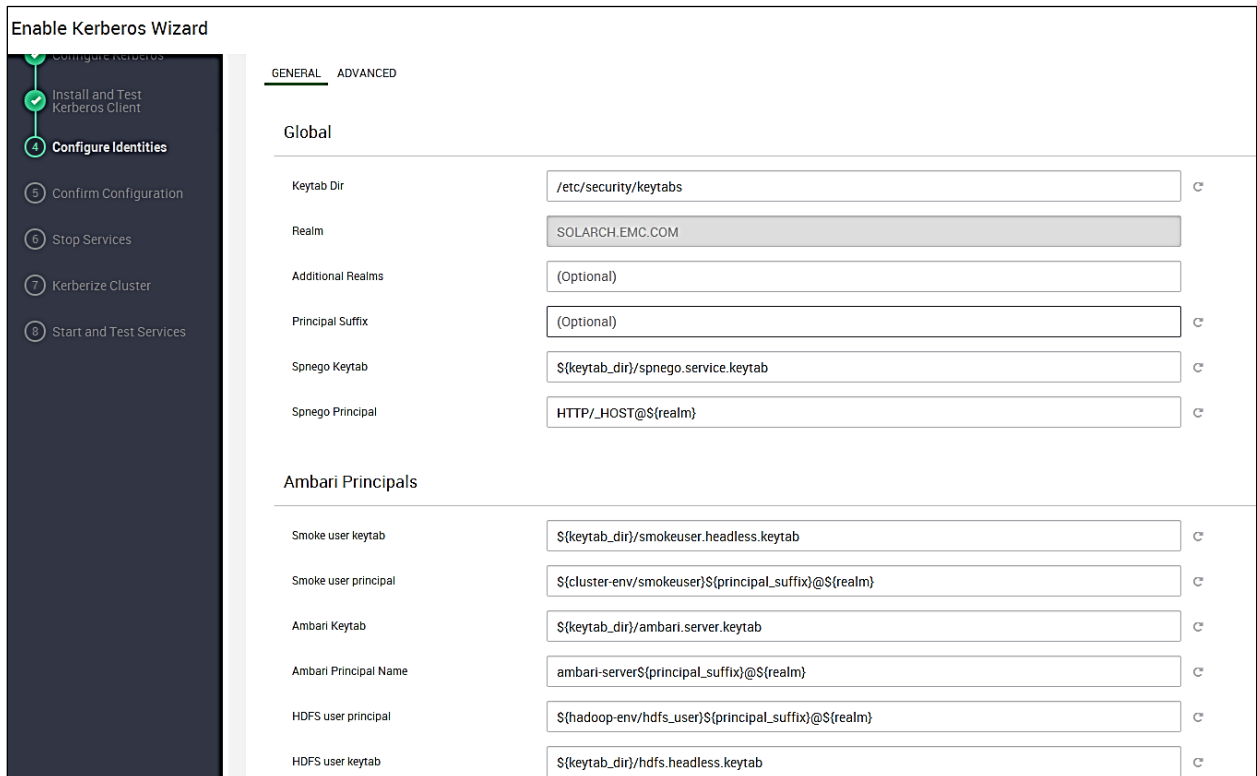 Enable Kerberos Wizard
Configure Kerberos
Install and Test
Kerberos Client
4 Configure Identities
5 Confirm Configuration
6 Stop Services
7 Kerberize Cluster
8 Start and Test Services
GENERAL ADVANCED
Global
Keytab Dir /etc/security/keytabs
Realm SOLARCH.EMC.COM
Additional Realms (Optional)
Principal Suffix (Optional)
Spnego Keytab ${keytab_dir}/spnego.service.keytab
Spnego Principal HTTP/_HOST@${realm}
Ambari Principals
Smoke user keytab ${keytab_dir}/smokeuser.headless.keytab
Smoke user principal ${cluster-env/smokeuser}${principal_suffix}@${realm}
Ambari Keytab ${keytab_dir}/ambari.server.keytab
Ambari Principal Name ambari-server${principal_suffix}@${realm}
HDFS user principal ${hadoop-env/hdfs_user}${principal_suffix}@${realm}
HDFS user keytab ${keytab_dir}/hdfs.headless.keytab